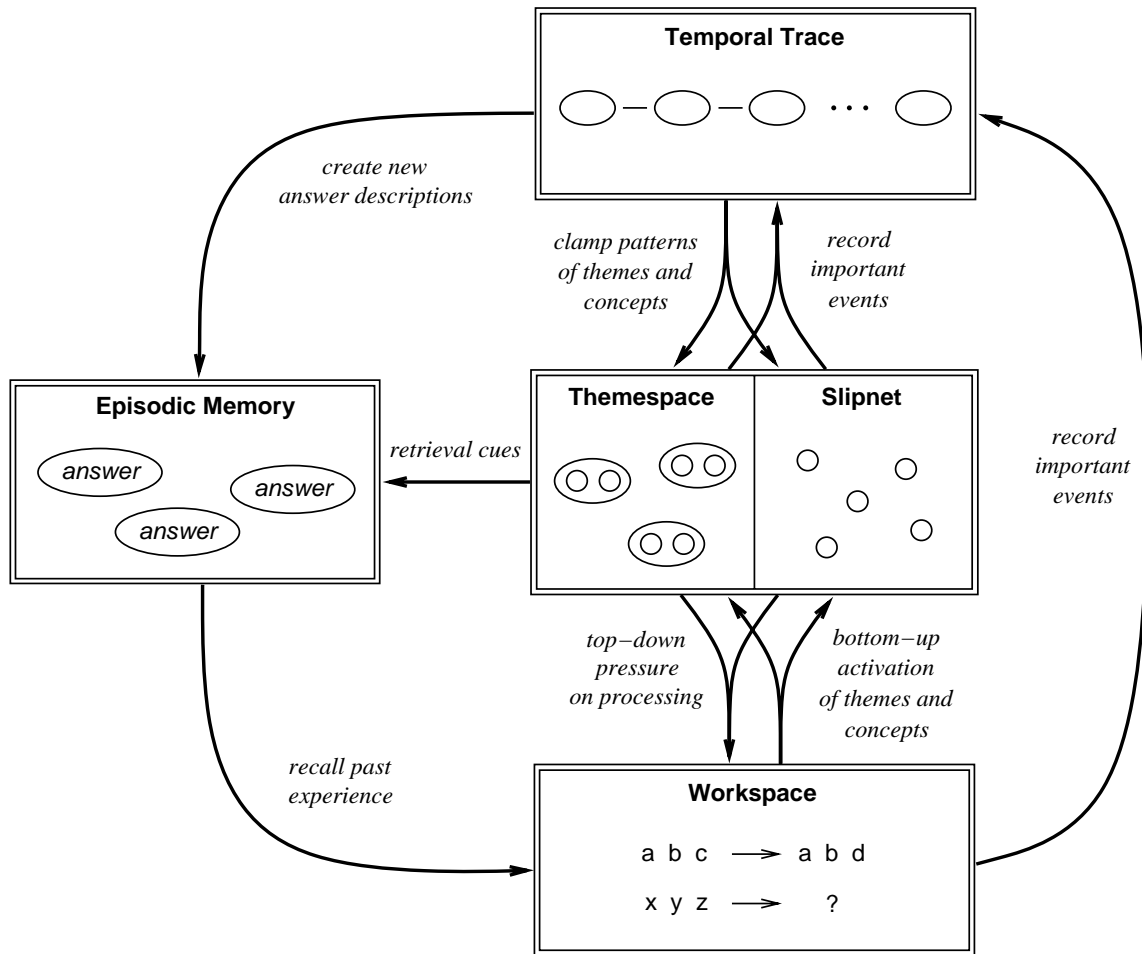 Temporal Trace
create new
answer descriptions
clamp patterns
of themes and
concepts
record
important
events
Episodic Memory
answer
answer
answer
retrieval cues
Themespace
Slipnet
record
important
events
top−down
pressure
on processing
bottom−up
activation
of themes and
concepts
recall past
experience
Workspace
a b c → a b d
x y z → ?